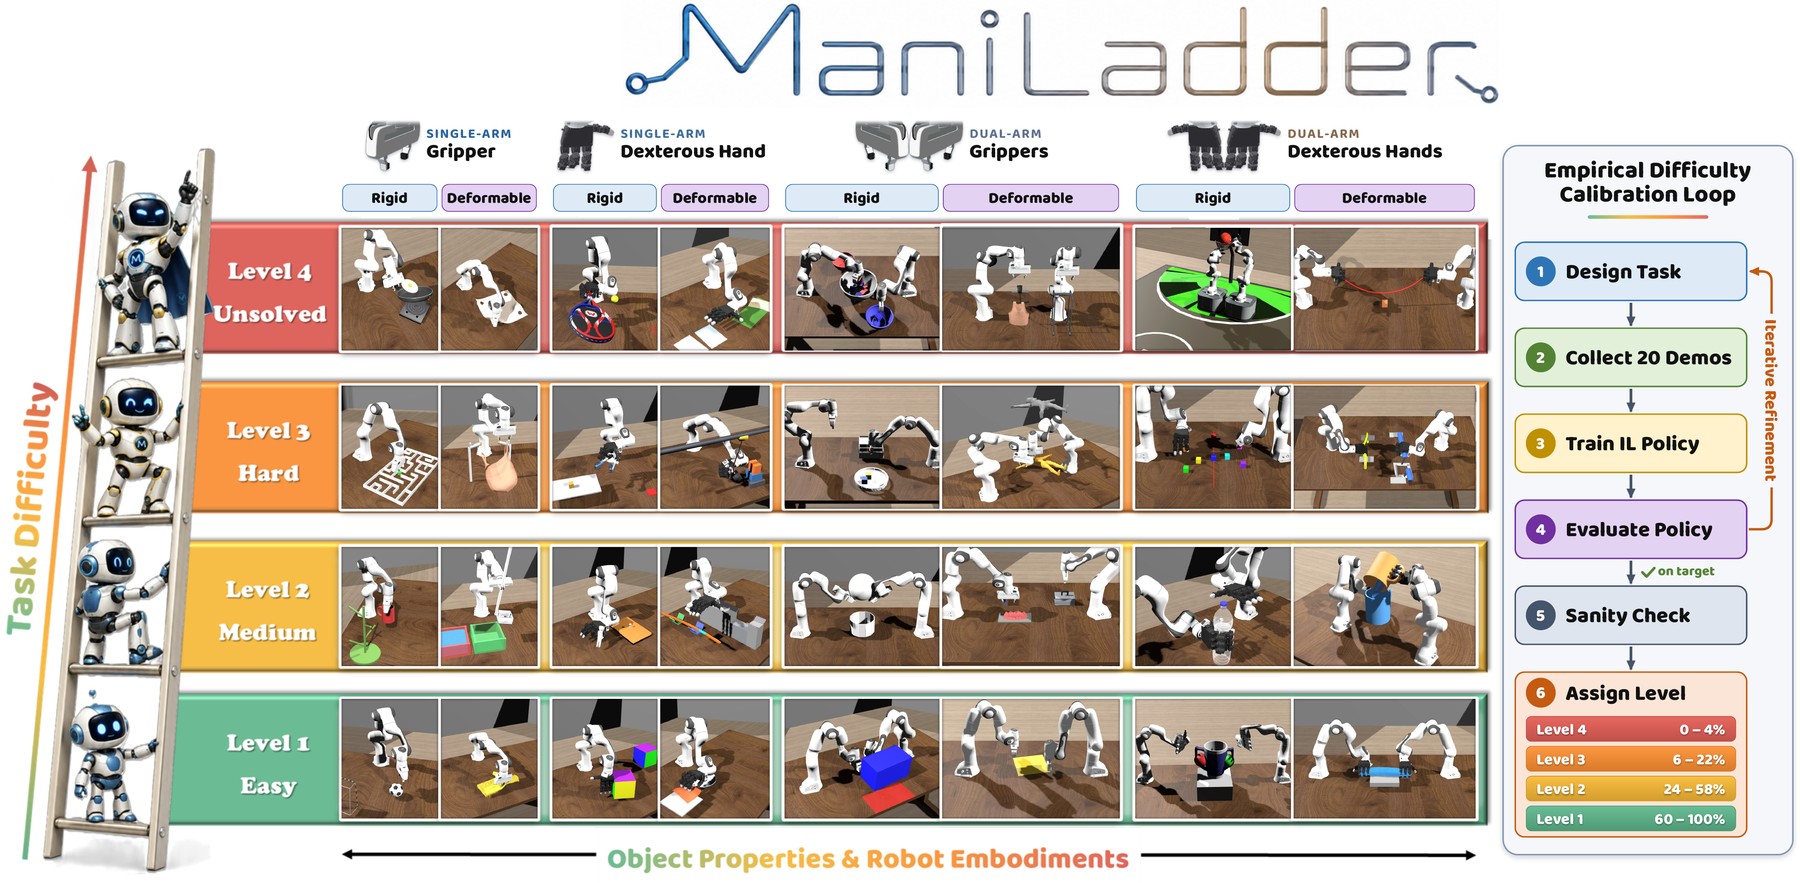 ManiLadder
SINGLE-ARM
Gripper
SINGLE-ARM
Dexterous Hand
DUAL-ARM
Grippers
DUAL-ARM
Dexterous Hands
Rigid
Deformable
Rigid
Deformable
Rigid
Deformable
Rigid
Deformable
Task Difficulty
Level 4
Unsolved
Level 3
Hard
Level 2
Medium
Level 1
Easy
M
M
Object Properties & Robot Embodiments
Empirical Difficulty
Calibration Loop
1 Design Task
2 Collect 20 Demos
3 Train IL Policy
4 Evaluate Policy
Iterative Refinement
on target
5 Sanity Check
6 Assign Level
Level 4 0 – 4%
Level 3 6 – 22%
Level 2 24 – 58%
Level 1 60 – 100%